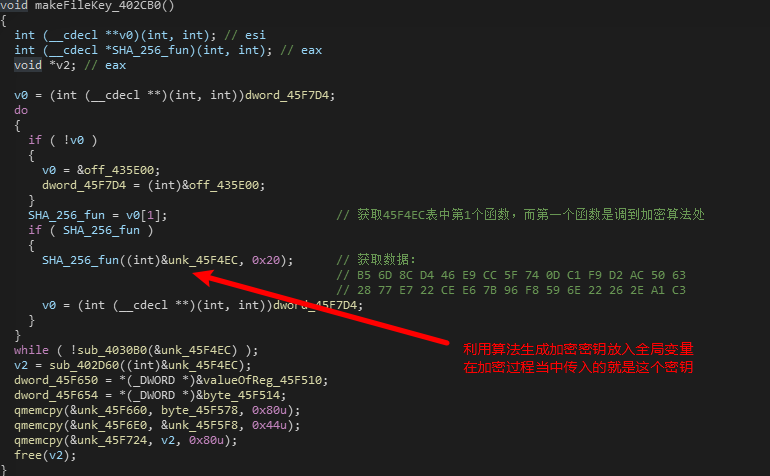 void makeFileKey_402CB0()
{
int (__cdecl **v0)(int, int); // esi
int (__cdecl *SHA_256_fun)(int, int); // eax
void *v2; // eax
v0 = (int (__cdecl **)(int, int))dword_45F7D4;
do
{
if ( !v0 )
{
v0 = &off_435E00;
dword_45F7D4 = (int)&off_435E00;
}
SHA_256_fun = v0[1]; // 获取45F4EC表中第1个函数，而第一个函数是调到加密算法处
if ( SHA_256_fun )
{
SHA_256_fun((int)&unk_45F4EC, 0x20); // 获取数据：
// B5 6D 8C D4 46 E9 CC 5F 74 0D C1 F9 D2 AC 50 63
// 28 77 E7 22 CE E6 7B 96 F8 59 6E 22 26 2E A1 C3
v0 = (int (__cdecl **)(int, int))dword_45F7D4;
}
}
while ( !sub_4030B0(&unk_45F4EC) );
v2 = sub_402D60((int)&unk_45F4EC);
dword_45F650 = *(_DWORD *)&valueOfReg_45F510;
dword_45F654 = *(_DWORD *)&byte_45F514;
qmemcpy(&unk_45F660, byte_45F578, 0x80u);
qmemcpy(&unk_45F6E0, &unk_45F5F8, 0x44u);
qmemcpy(&unk_45F724, v2, 0x80u);
free(v2);
}
利用算法生成加密密钥放入全局变量
在加密过程当中传入的就是这个密钥